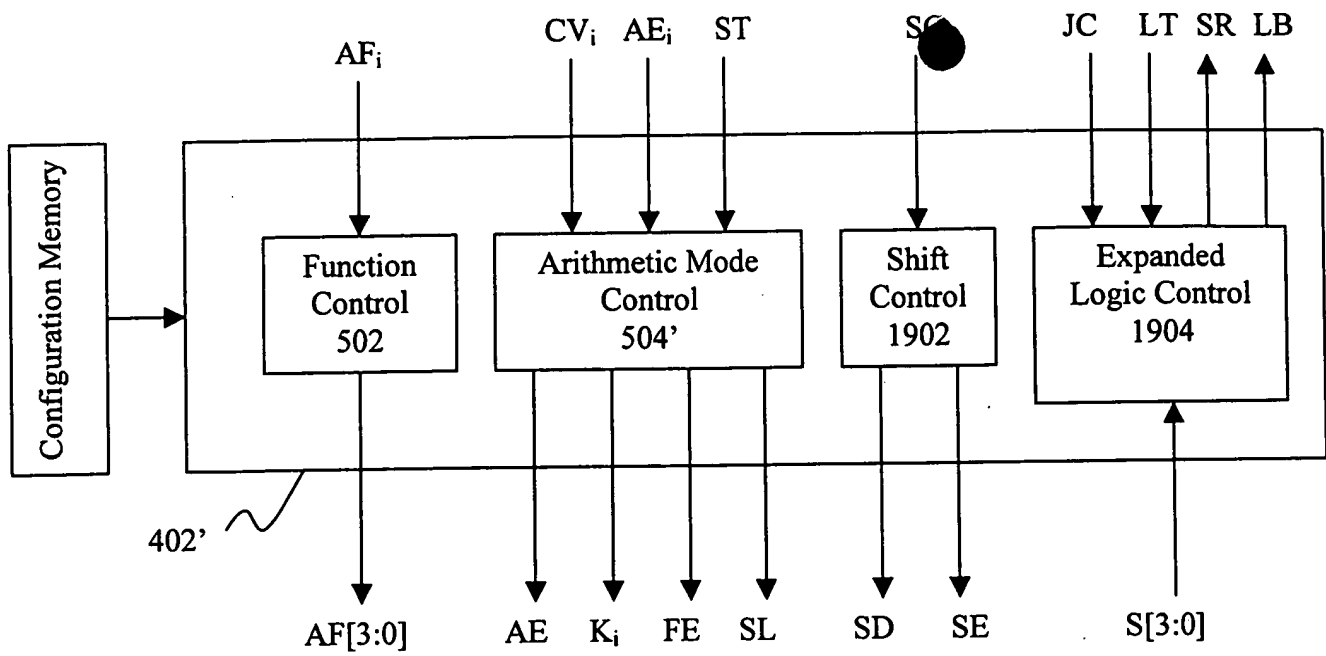 CVi AEi ST
JC LT SR LB
AFi
Configuration Memory
Function
Control
502
Arithmetic Mode
Control
504’
Shift
Control
1902
Expanded
Logic Control
1904
402’
AF[3:0] AE Ki FE SL SD SE S[3:0]